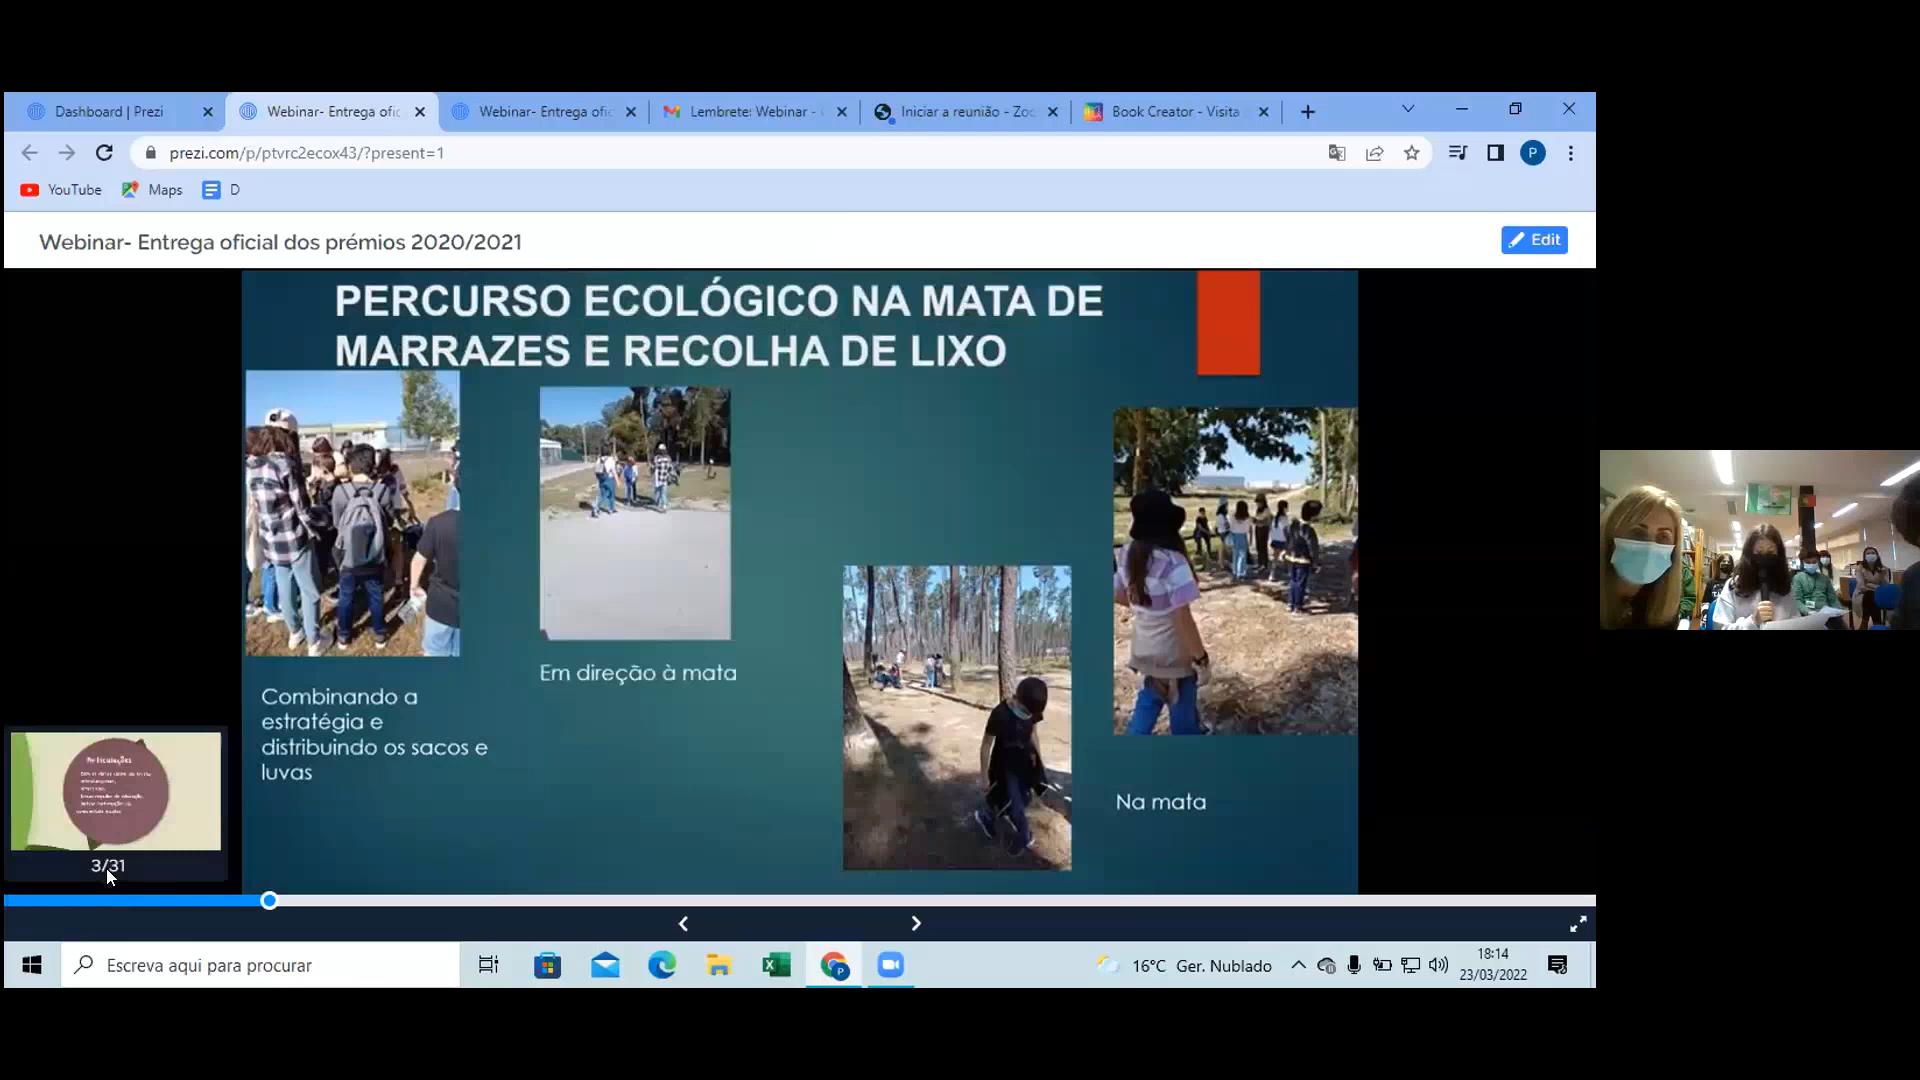 Dashboard | Prezi
Webinar- Entrega ofic
Webinar- Entrega ofic
Lembrete: Webinar -
Iniciar a reunião - Zoo
Book Creator - Visita
prezi.com/p/ptvrc2ecox43/?present=1
P
YouTube
Maps
D
Webinar- Entrega oficial dos prémios 2020/2021
Edit
PERCURSO ECOLÓGICO NA MATA DE
MARRAZES E RECOLHA DE LIXO
Combinando a
estratégia e
distribuindo os sacos e
luvas
Em direção à mata
Na mata
3/31
Escreva aqui para procurar
16°C Ger. Nublado
18:14
23/03/2022